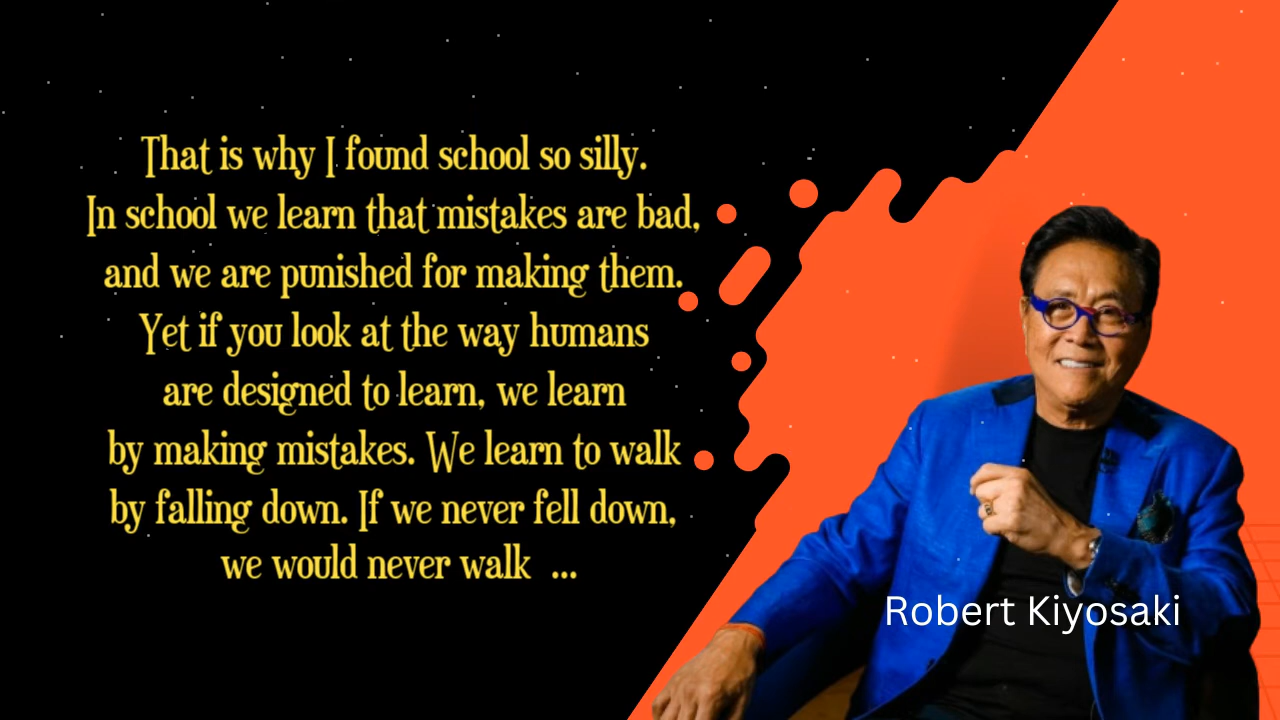 That is why I found school so silly.
In school we learn that mistakes are bad,
and we are punished for making them.
Yet if you look at the way humans
are designed to learn, we learn
by making mistakes. We learn to walk
by falling down. If we never fell down,
we would never walk ...
Robert Kiyosaki